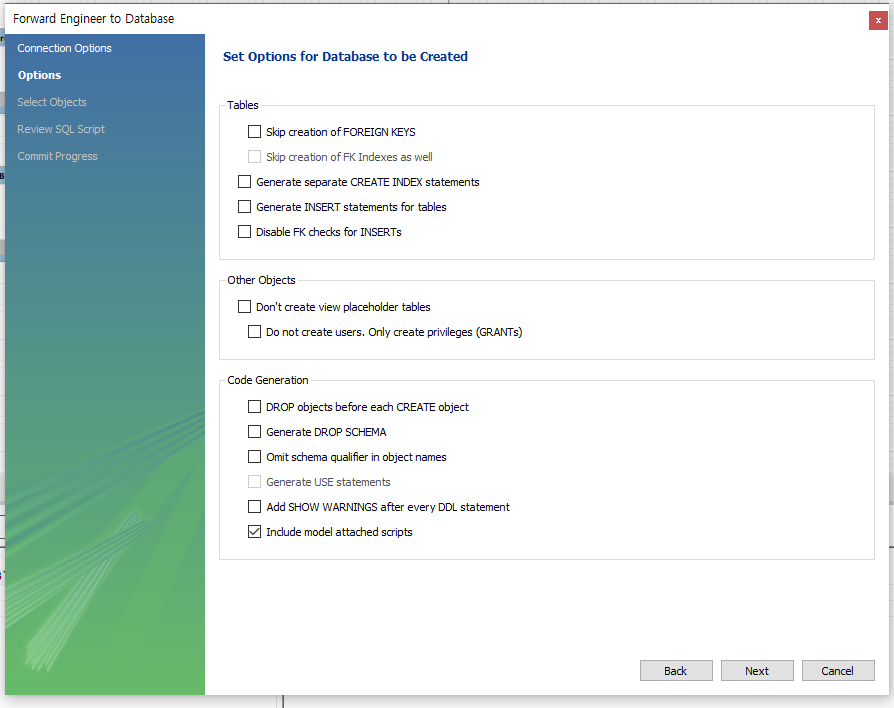 Forward Engineer to Database
x
Connection Options
Options
Select Objects
Review SQL Script
Commit Progress
Set Options for Database to be Created
Tables
Skip creation of FOREIGN KEYS
Skip creation of FK Indexes as well
Generate separate CREATE INDEX statements
Generate INSERT statements for tables
Disable FK checks for INSERTs
Other Objects
Don't create view placeholder tables
Do not create users. Only create privileges (GRANTs)
Code Generation
DROP objects before each CREATE object
Generate DROP SCHEMA
Omit schema qualifier in object names
Generate USE statements
Add SHOW WARNINGS after every DDL statement
Include model attached scripts
Back
Next
Cancel